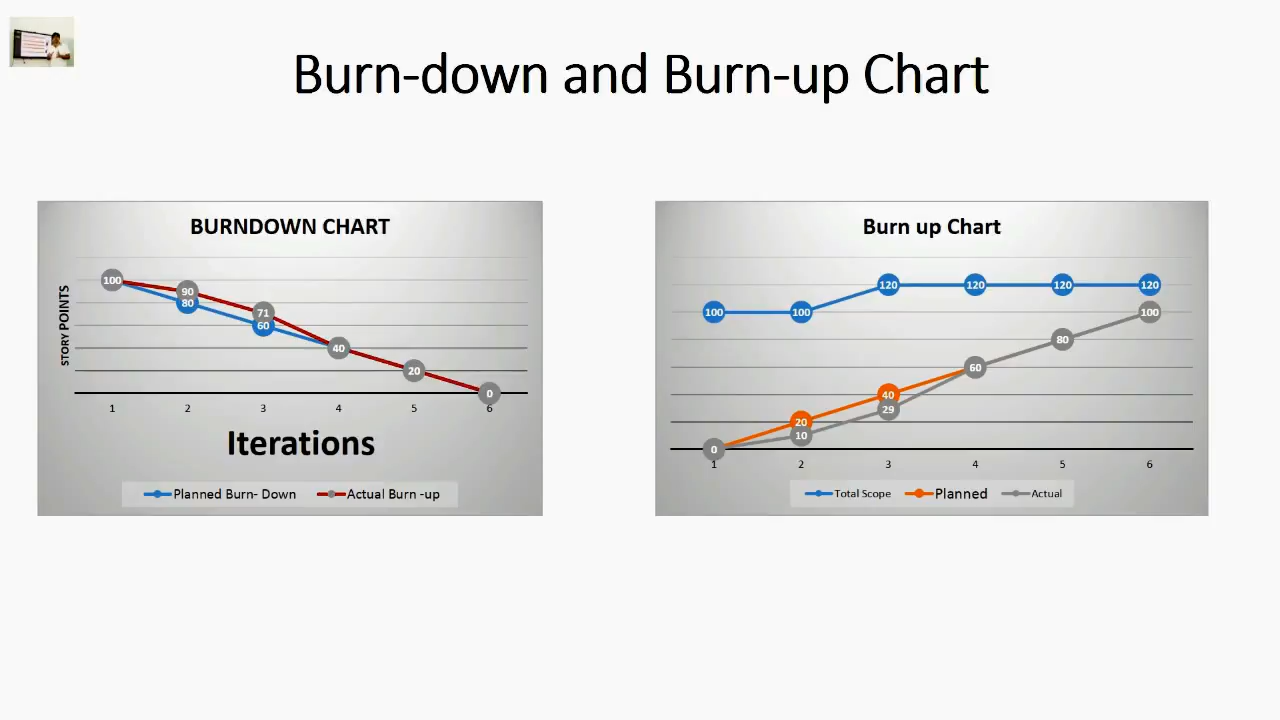 Burn-down and Burn-up Chart
BURNDOWN CHART
STORY POINTS
100
90
80
71
60
40
20
0
1 2 3 4 5 6
Iterations
Planned Burn- Down Actual Burn -up
Burn up Chart
100 100 120 120 120 120
100
80
60
40
29
20
10
0
1 2 3 4 5 6
Total Scope Planned Actual